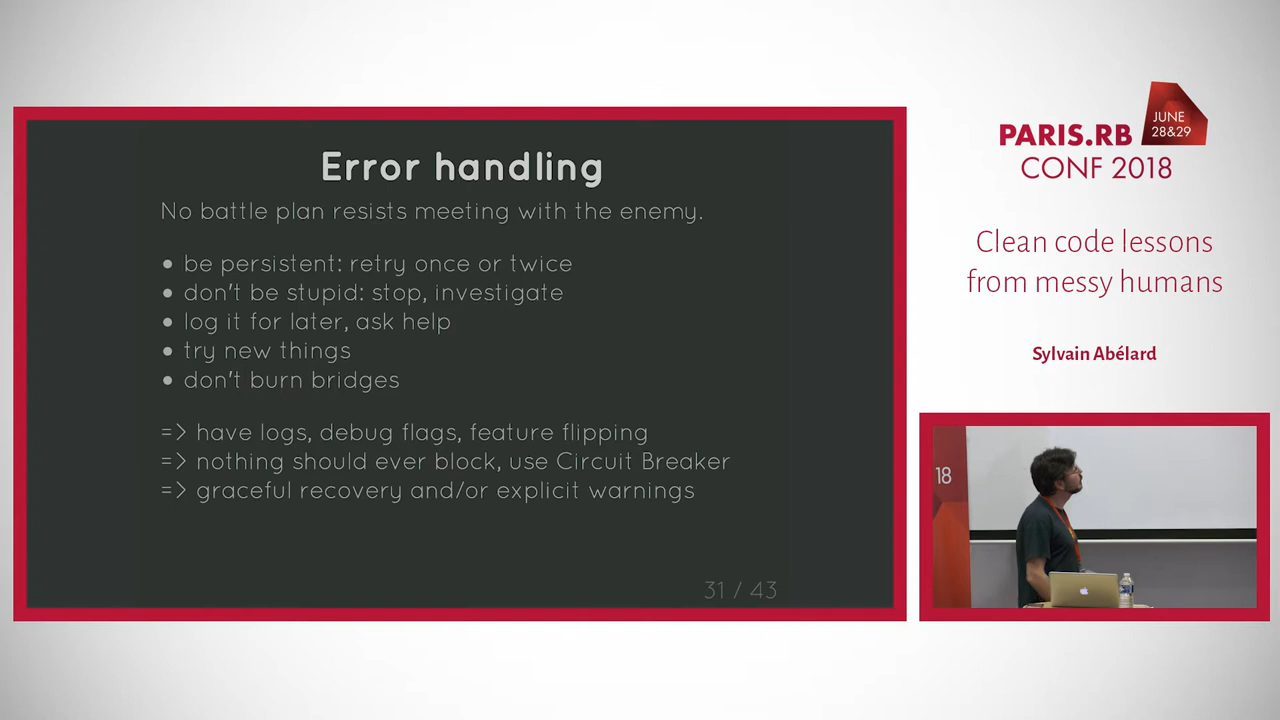 Error handling
No battle plan resists meeting with the enemy.
• be persistent: retry once or twice
• don't be stupid: stop, investigate
• log it for later, ask help
• try new things
• don't burn bridges
=> have logs, debug flags, feature flipping
=> nothing should ever block, use Circuit Breaker
=> graceful recovery and/or explicit warnings
31 / 43
PARIS.RB
JUNE
28&29
CONF 2018
Clean code lessons
from messy humans
Sylvain Abélard
18